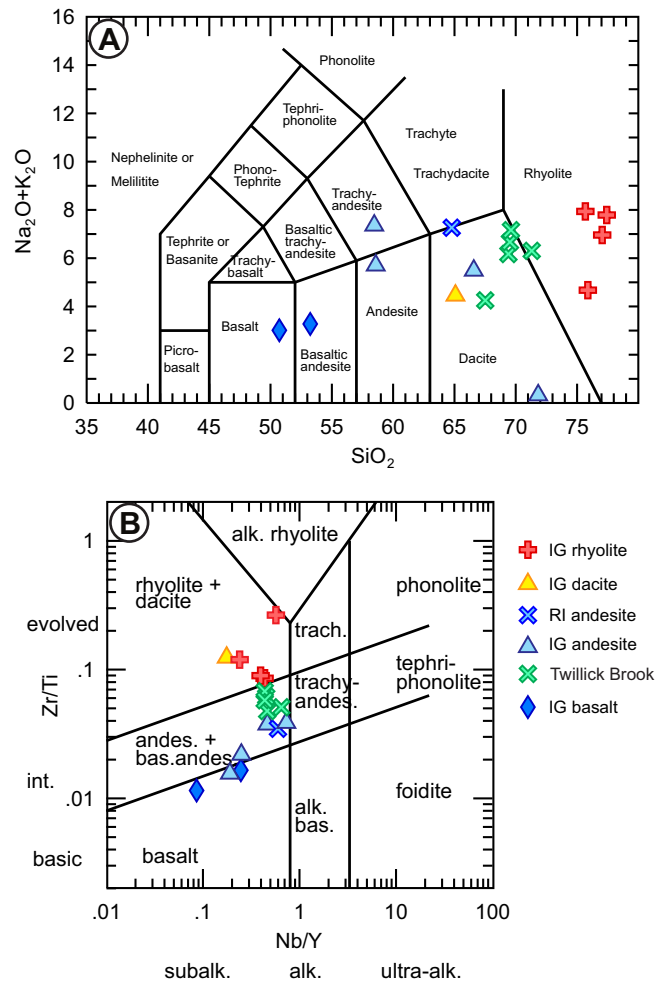 A
Na2O+K2O
16
14
12
10
8
6
4
2
0
Phonolite
Tephri-
phonolite
Trachyte
Nephelinite or
Melilitite
Phono-
Tephrite
Trachydacite
Rhyolite
Trachy-
andesite
Tephrite or
Basanite
Basaltic
trachy-
andesite
Trachy-
basalt
Basalt
Andesite
Picro-
basalt
Basaltic
andesite
Dacite
35 40 45 50 55 60 65 70 75
SiO2
B
alk. rhyolite
rhyolite +
dacite
phonolite
evolved
trach.
Zr/Ti
1
.1
.01
tephri-
phonolite
trachy-
andes.
andes. +
bas.andes
int.
alk.
bas.
foidite
basic
basalt
.01 .1 1 10 100
Nb/Y
subalk. alk. ultra-alk.
IG rhyolite
IG dacite
RI andesite
IG andesite
Twillick Brook
IG basalt